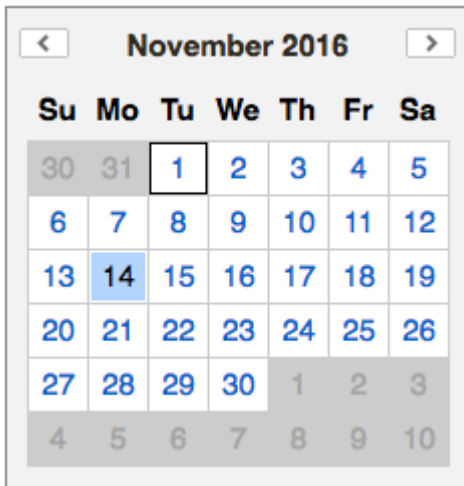 < November 2016 >
Su Mo Tu We Th Fr Sa
30 31 1 2 3 4 5
6 7 8 9 10 11 12
13 14 15 16 17 18 19
20 21 22 23 24 25 26
27 28 29 30 1 2 3
4 5 6 7 8 9 10